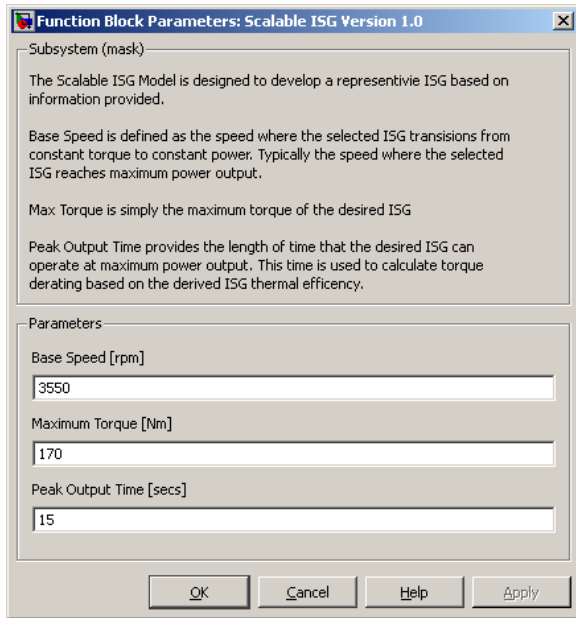 Function Block Parameters: Scalable ISG Version 1.0
Subsystem (mask)
The Scalable ISG Model is designed to develop a representivie ISG based on
information provided.
Base Speed is defined as the speed where the selected ISG transisions from
constant torque to constant power. Typically the speed where the selected
ISG reaches maximum power output.
Max Torque is simply the maximum torque of the desired ISG
Peak Output Time provides the length of time that the desired ISG can
operate at maximum power output. This time is used to calculate torque
derating based on the derived ISG thermal efficency.
Parameters
Base Speed [rpm]
3550
Maximum Torque [Nm]
170
Peak Output Time [secs]
15
OK Cancel Help Apply